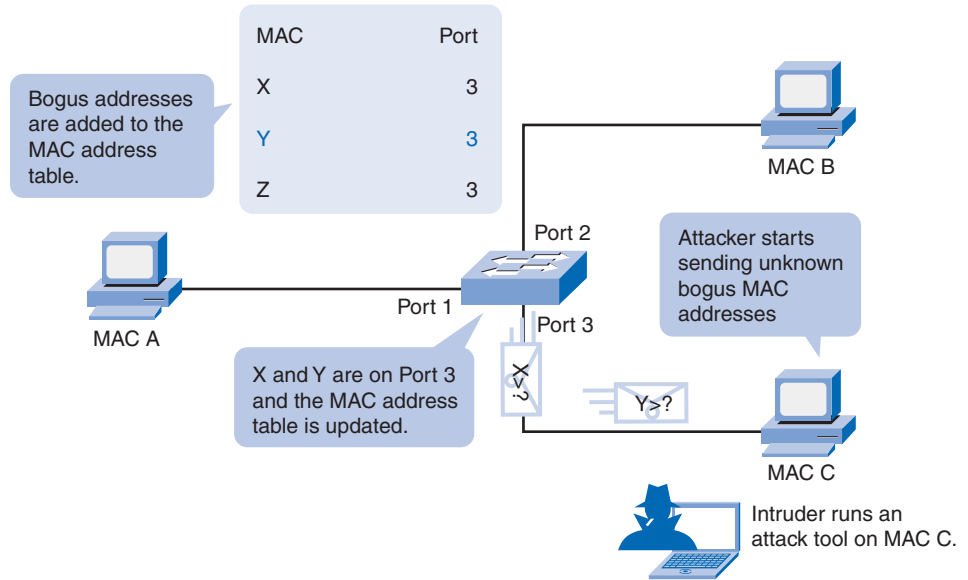 MAC Port
X 3
Y 3
Z 3
Bogus addresses
are added to the
MAC address
table.
MAC B
Port 2
Attacker starts
sending unknown
bogus MAC
addresses
Port 1
MAC A
Port 3
X and Y are on Port 3
and the MAC address
table is updated.
X>?
Y>?
MAC C
Intruder runs an
attack tool on MAC C.